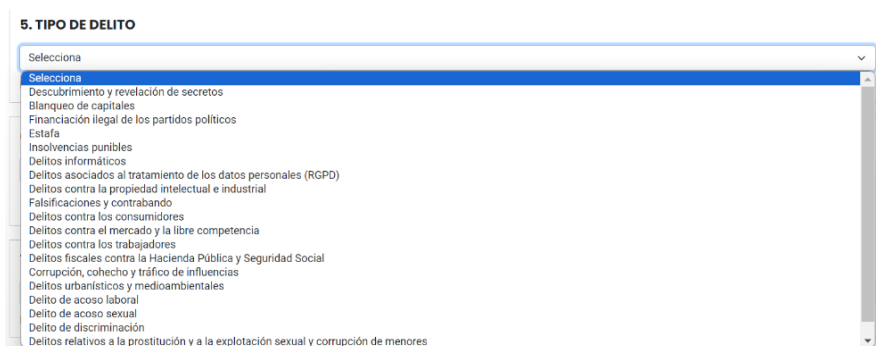 5. TIPO DE DELITO
Selecciona
Selecciona
Descubrimiento y revelación de secretos
Blanqueo de capitales
Financiación ilegal de los partidos políticos
Estafa
Insolvencias punibles
Delitos informáticos
Delitos asociados al tratamiento de los datos personales (RGPD)
Delitos contra la propiedad intelectual e industrial
Falsificaciones y contrabando
Delitos contra los consumidores
Delitos contra el mercado y la libre competencia
Delitos contra los trabajadores
Delitos fiscales contra la Hacienda Pública y Seguridad Social
Corrupción, cohecho y tráfico de influencias
Delitos urbanísticos y medioambientales
Delito de acoso laboral
Delito de acoso sexual
Delito de discriminación
Delitos relativos a la prostitución y a la explotación sexual y corrupción de menores